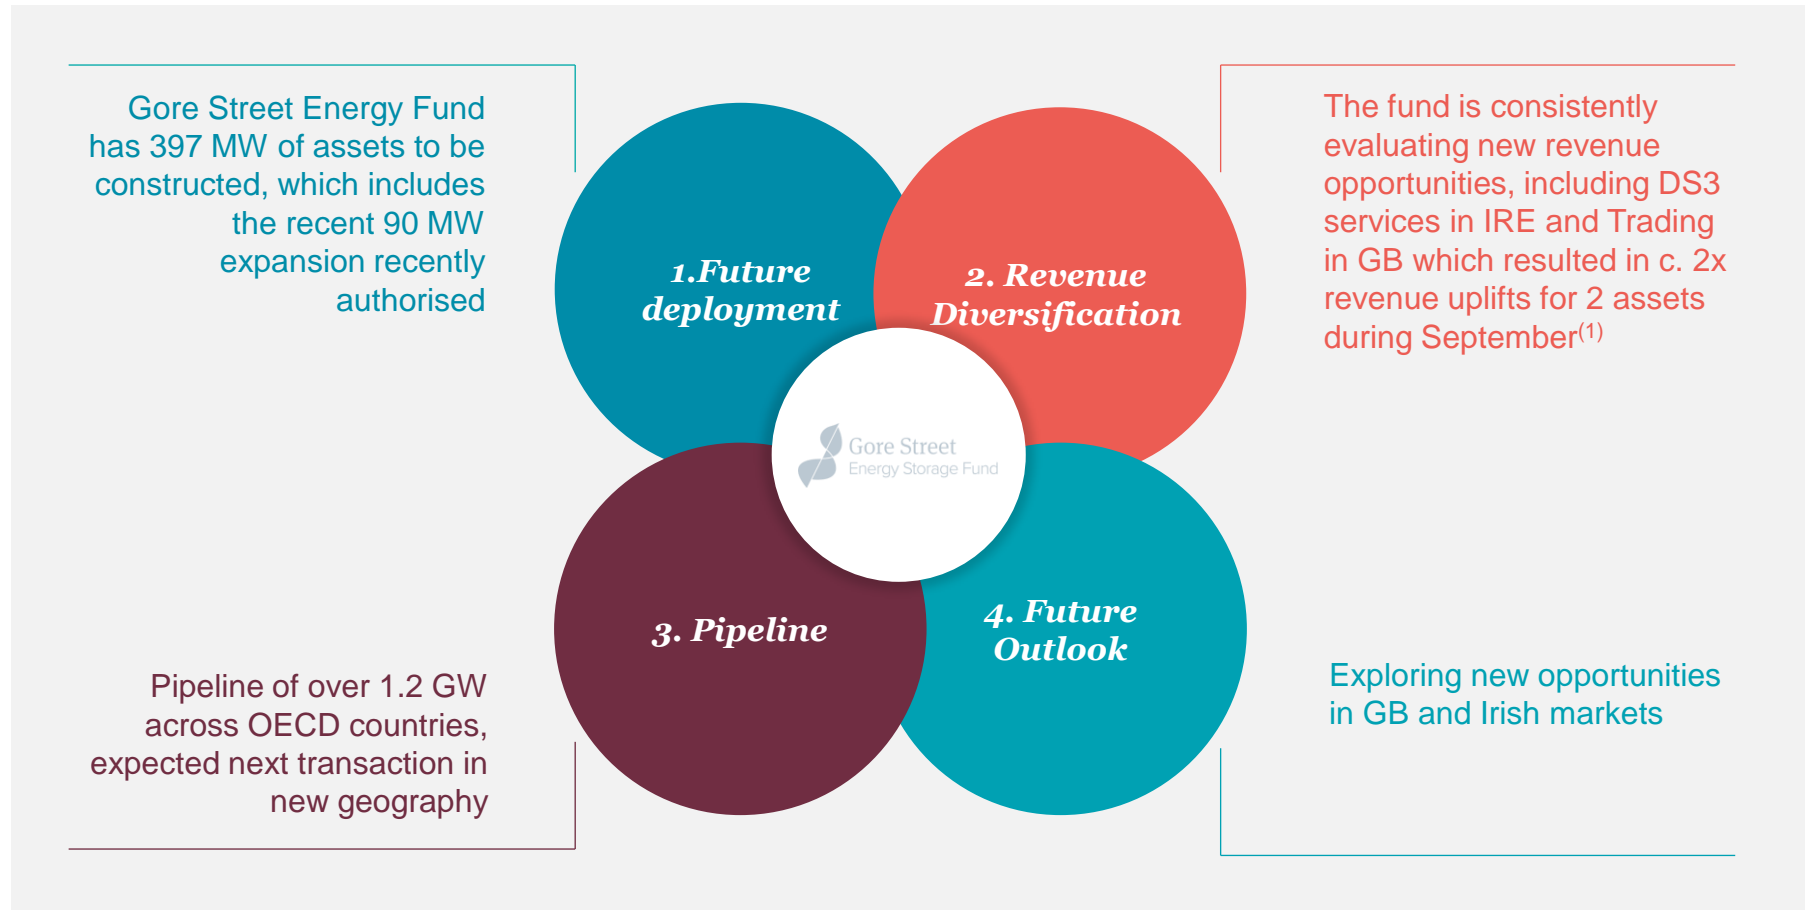 Gore Street Energy Fund
has 397 MW of assets to be
constructed, which includes
the recent 90 MW
expansion recently
authorised
1.Future
deployment
2. Revenue
Diversification
The fund is consistently
evaluating new revenue
opportunities, including DS3
services in IRE and Trading
in GB which resulted in c. 2x
revenue uplifts for 2 assets
during September(1)
Gore Street
Energy Storage Fund
Pipeline of over 1.2 GW
across OECD countries,
expected next transaction in
new geography
3. Pipeline
4. Future
Outlook
Exploring new opportunities
in GB and Irish markets